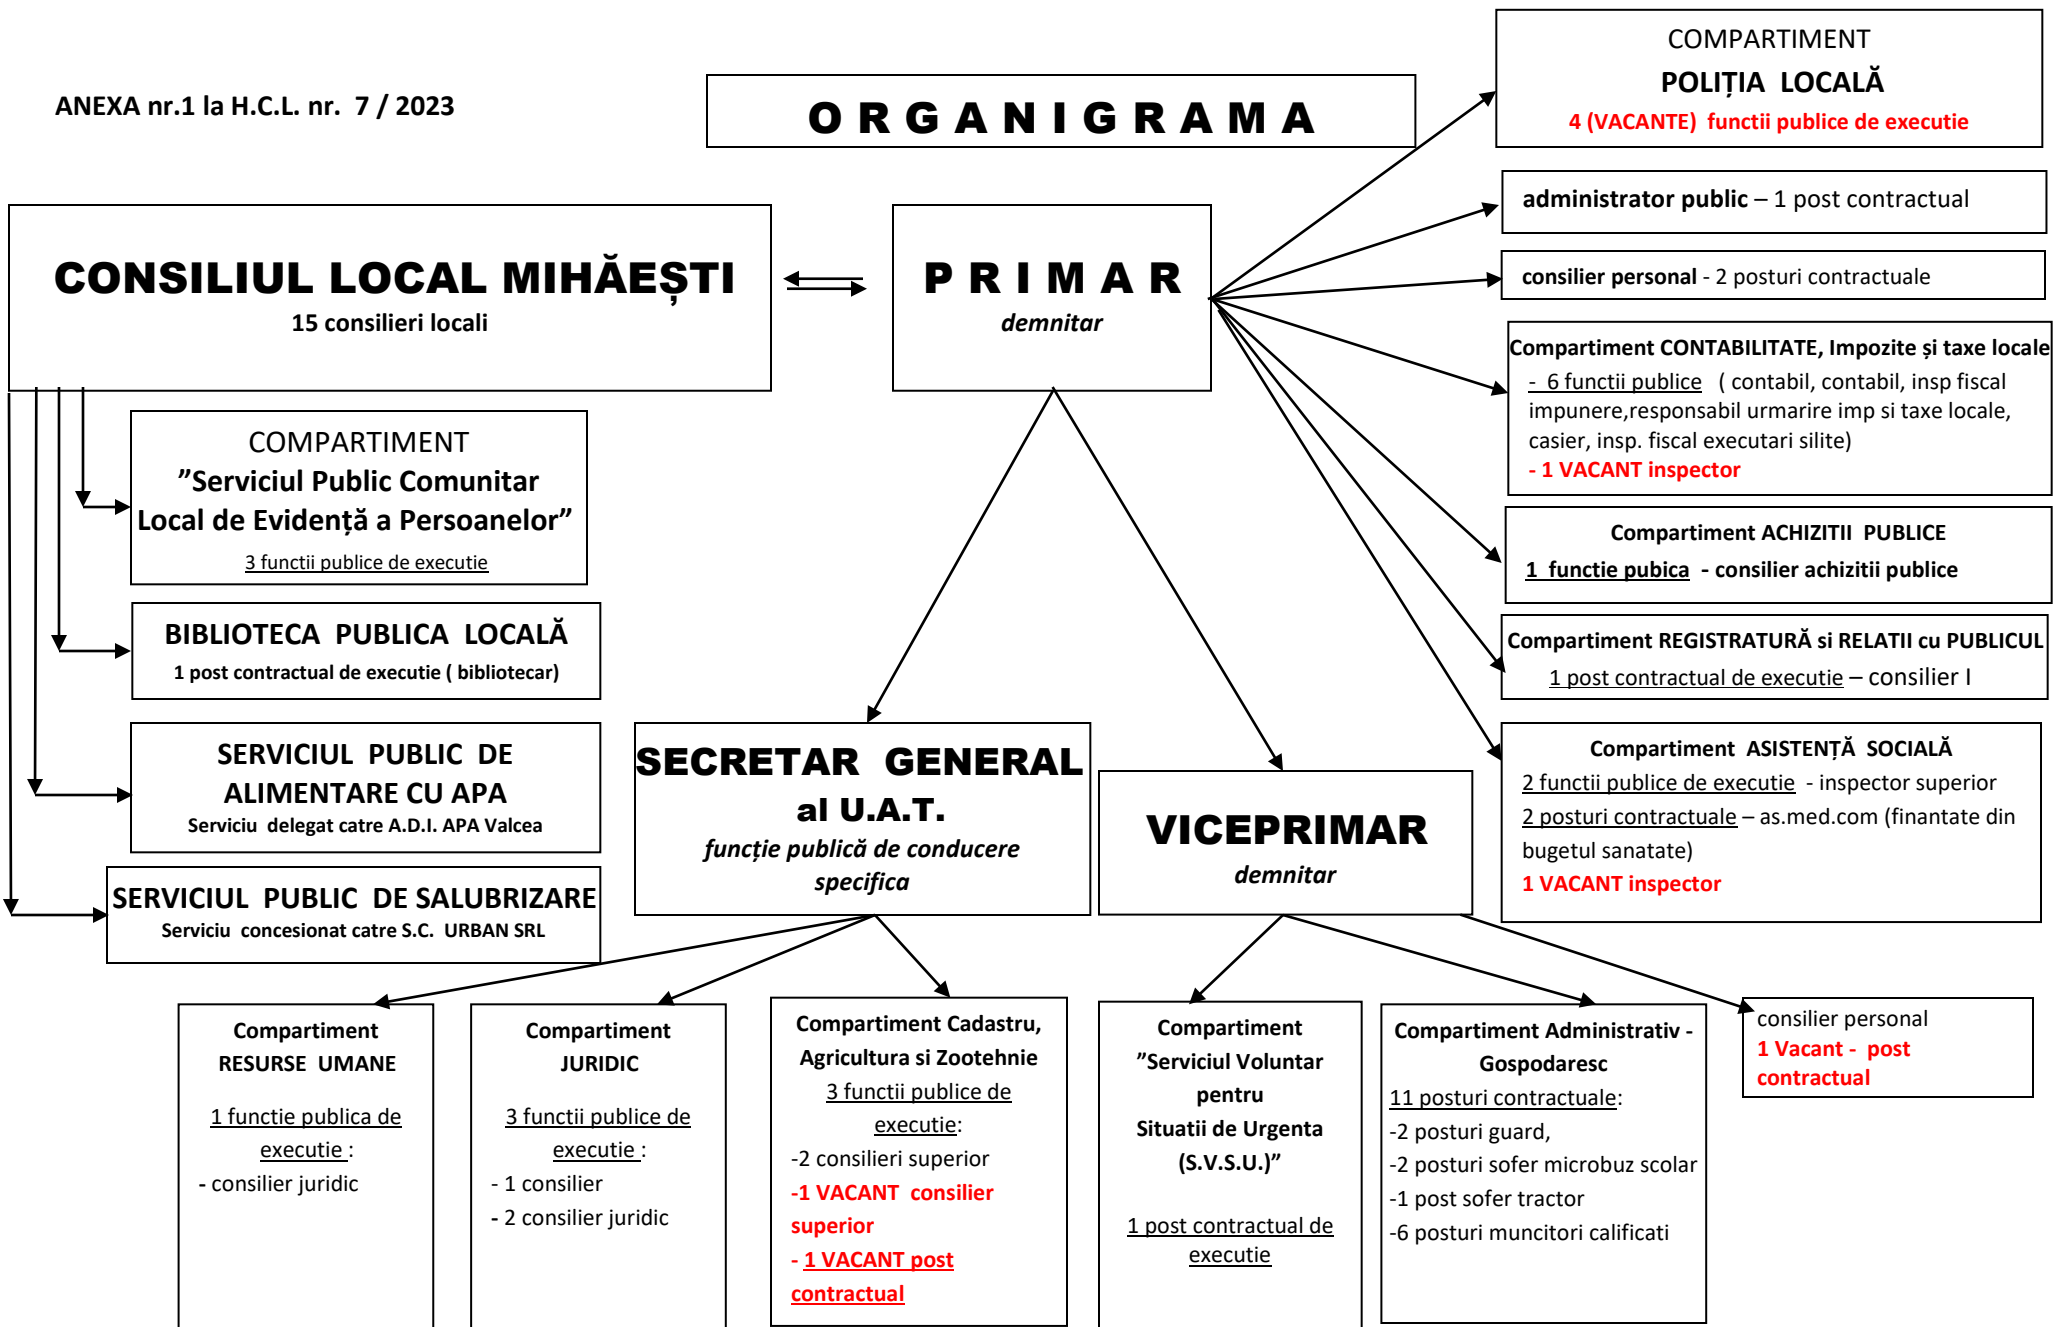 ANEXA nr.1 la H.C.L. nr. 7 / 2023
O R G A N I G R A M A
COMPARTIMENT
POLIȚIA LOCALĂ
4 (VACANTE) functii publice de executie
administrator public – 1 post contractual
consilier personal - 2 posturi contractuale
CONSILIUL LOCAL MIHĂEȘTI
15 consilieri locali
P R I M A R
demnitar
Compartiment CONTABILITATE, Impozite și taxe locale
- 6 functii publice ( contabil, contabil, insp fiscal
impunere,responsabil urmarire imp si taxe locale,
casier, insp. fiscal executari silite)
- 1 VACANT inspector
Compartiment ACHIZITII PUBLICE
1 functie pubica - consilier achizitii publice
Compartiment REGISTRATURĂ si RELATII cu PUBLICUL
1 post contractual de executie – consilier I
Compartiment ASISTENȚĂ SOCIALĂ
2 functii publice de executie - inspector superior
2 posturi contractuale – as.med.com (finantate din
bugetul sanatate)
1 VACANT inspector
COMPARTIMENT
”Serviciul Public Comunitar
Local de Evidență a Persoanelor”
3 functii publice de executie
BIBLIOTECA PUBLICA LOCALĂ
1 post contractual de executie ( bibliotecar)
SERVICIUL PUBLIC DE
ALIMENTARE CU APA
Serviciu delegat catre A.D.I. APA Valcea
SERVICIUL PUBLIC DE SALUBRIZARE
Serviciu concesionat catre S.C. URBAN SRL
SECRETAR GENERAL
al U.A.T.
funcție publică de conducere
specifica
VICEPRIMAR
demnitar
Compartiment
RESURSE UMANE
1 functie publica de
executie :
- consilier juridic
Compartiment
JURIDIC
3 functii publice de
executie :
- 1 consilier
- 2 consilier juridic
Compartiment Cadastru,
Agricultura si Zootehnie
3 functii publice de
executie:
-2 consilieri superior
-1 VACANT consilier
superior
- 1 VACANT post
contractual
Compartiment
”Serviciul Voluntar
pentru
Situatii de Urgenta
(S.V.S.U.)”
1 post contractual de
executie
Compartiment Administrativ -
Gospodaresc
11 posturi contractuale:
-2 posturi guard,
-2 posturi sofer microbuz scolar
-1 post sofer tractor
-6 posturi muncitori calificati
consilier personal
1 Vacant - post
contractual